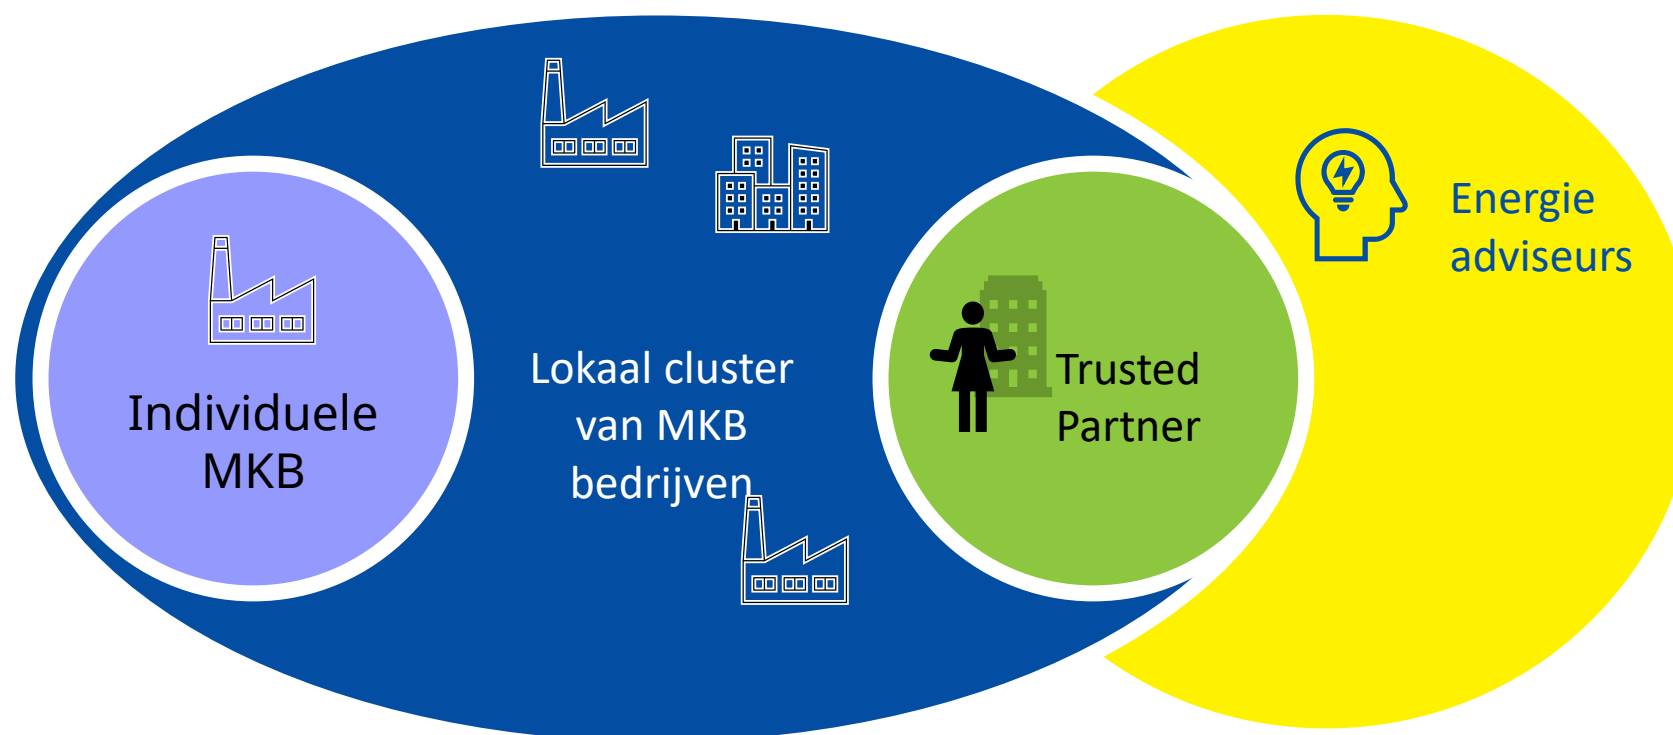 Individuele
MKB
Lokaal cluster
van MKB
bedrijven
Trusted
Partner
Energie
adviseurs